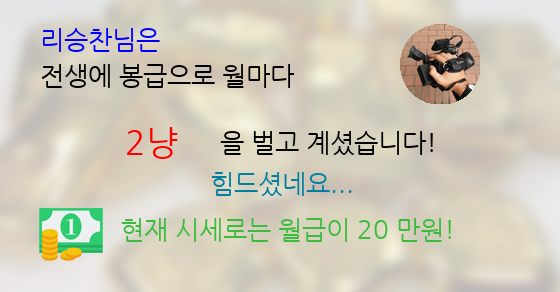 리승찬님은
전생에 봉급으로 월마다
2냥 을 벌고 계셨습니다!
힘드셨네요...
1
현재 시세로는 월급이 20 만원!